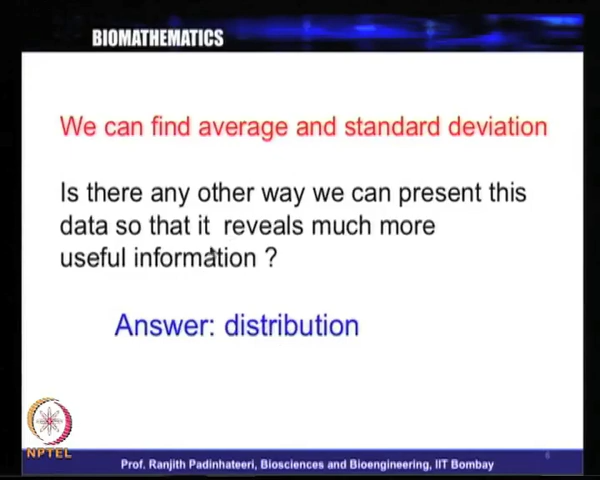 BIOMATHEMATICS
We can find average and standard deviation
Is there any other way we can present this
data so that it reveals much more
useful information ?
Answer: distribution
NPTEL
Prof. Ranjith Padinhateeri, Biosciences and Bioengineering, IIT Bombay
6